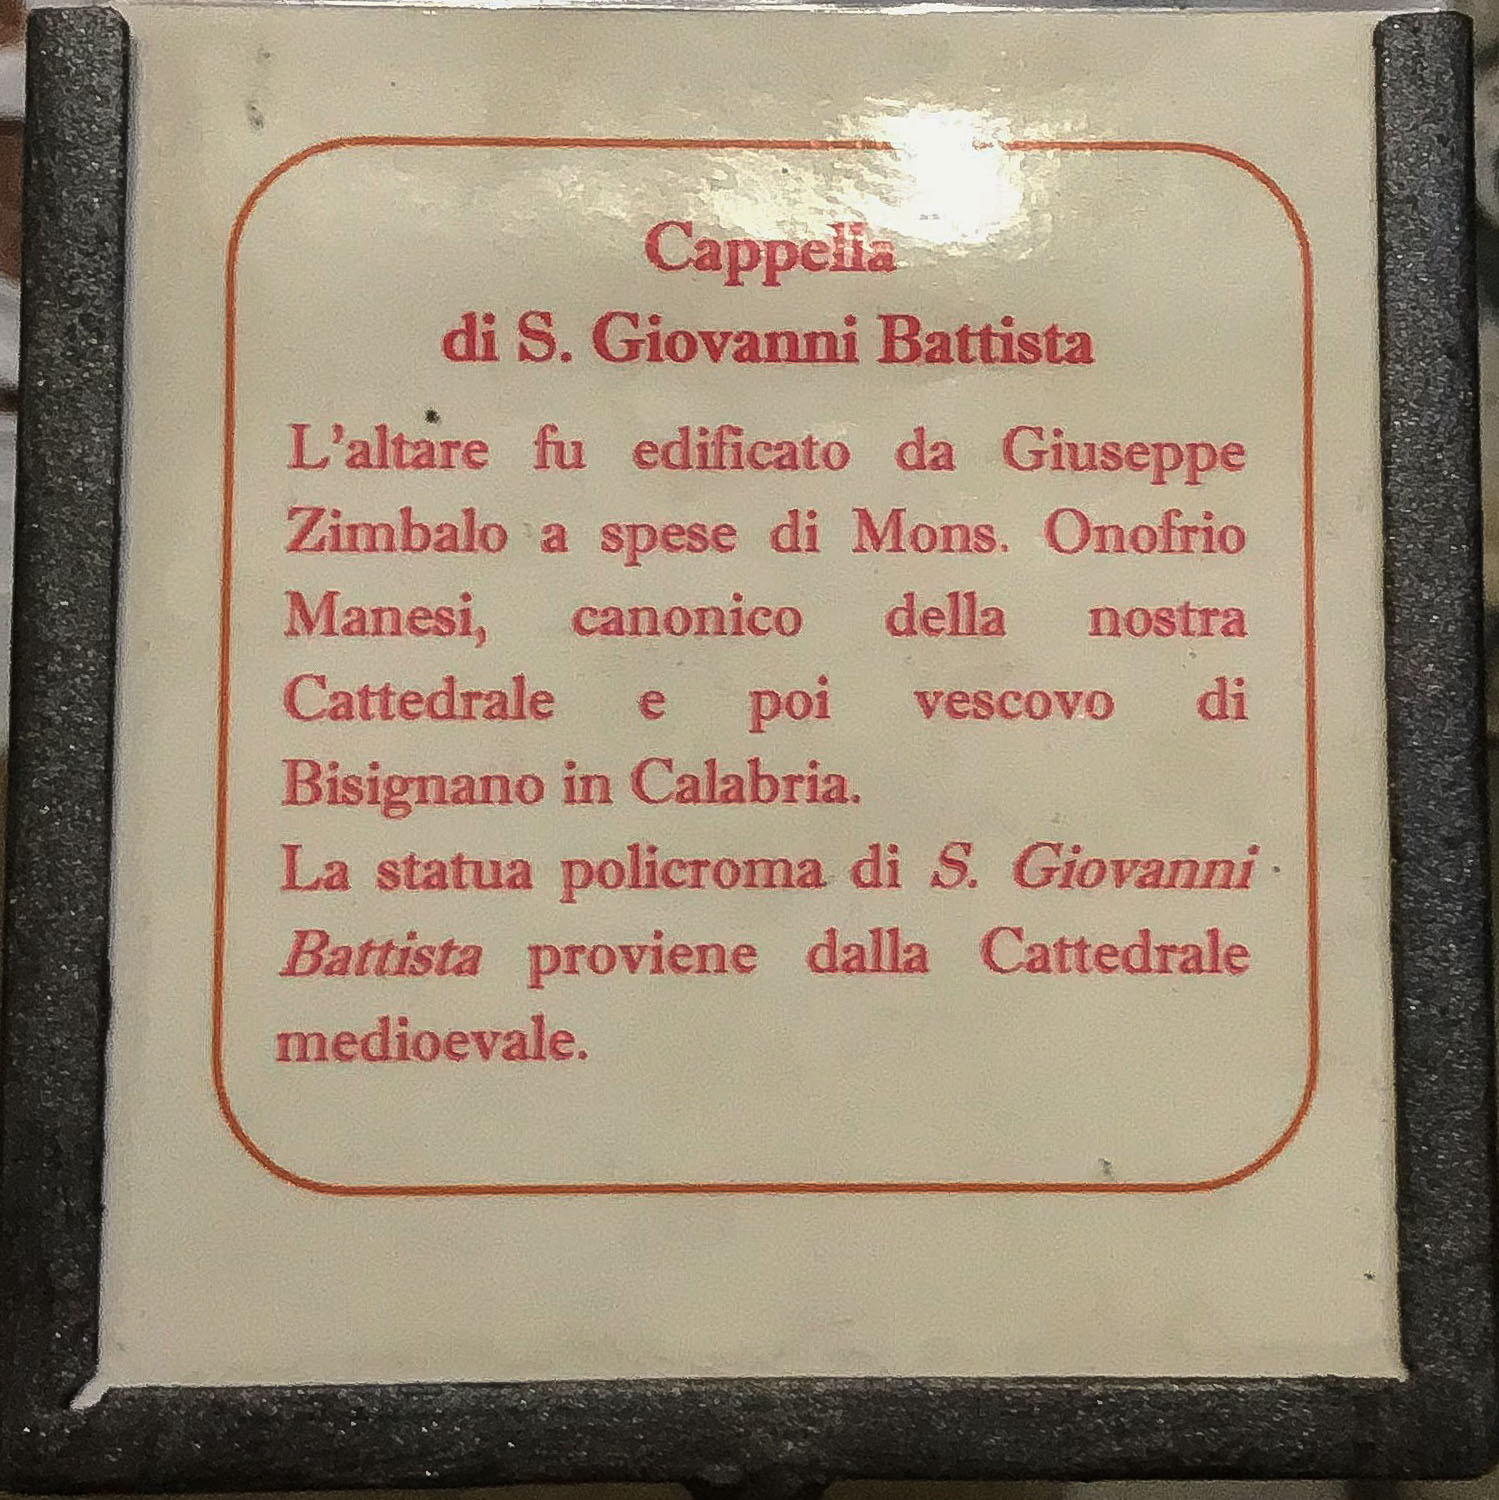 Cappella
di S. Giovanni Battista
L'altare fu edificato da Giuseppe
Zimbalo a spese di Mons. Onofrio
Manesi, canonico della nostra
Cattedrale e poi vescovo di
Bisignano in Calabria.
La statua policroma di S. Giovanni
Battista proviene dalla Cattedrale
medioevale.